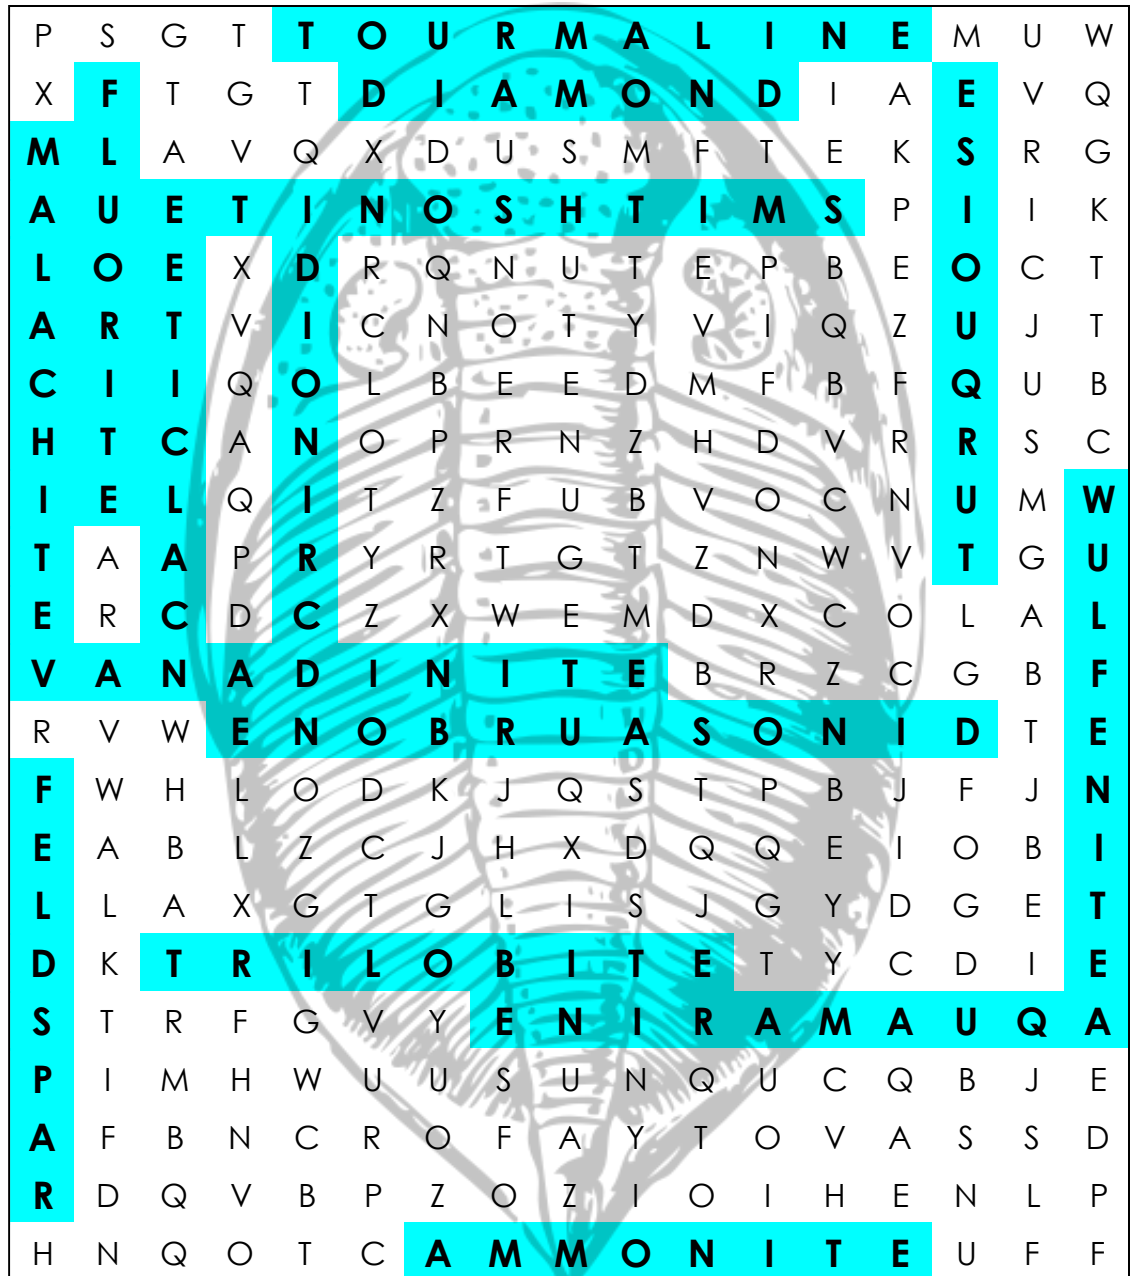 P S G T T O U R M A L I N E M U W
X F T G T D I A M O N D I A E V Q
M L A V Q X D U S M F T E K S R G
A U E T I N O S H T I M S P I I K
L O E X D R Q N U T E P B E O C T
A R T V I C N O T Y V I Q Z U J T
C I I Q O L B E E D M F B F Q U B
H T C A N O P R N Z H D V R R S C
I E L Q I T Z F U B V O C N U M W
T A A P R Y R T G T Z N W V T G U
E R C D C Z X W E M D X C O L A L
V A N A D I N I T E B R Z C G B F
R V W E N O B R U A S O N I D T E
F W H L O D K J Q S T P B J F J N
E A B L Z C J H X D Q Q E I O B I
L L A X G T G L I S J G Y D G E T
D K T R I L O B I T E T Y C D I E
S T R F G V Y E N I R A M A U Q A
P I M H W U U S U N Q U C Q B J E
A F B N C R O F A Y T O V A S S D
R D Q V B P Z O Z I O I H E N L P
H N Q O T C A M M O N I T E U F F